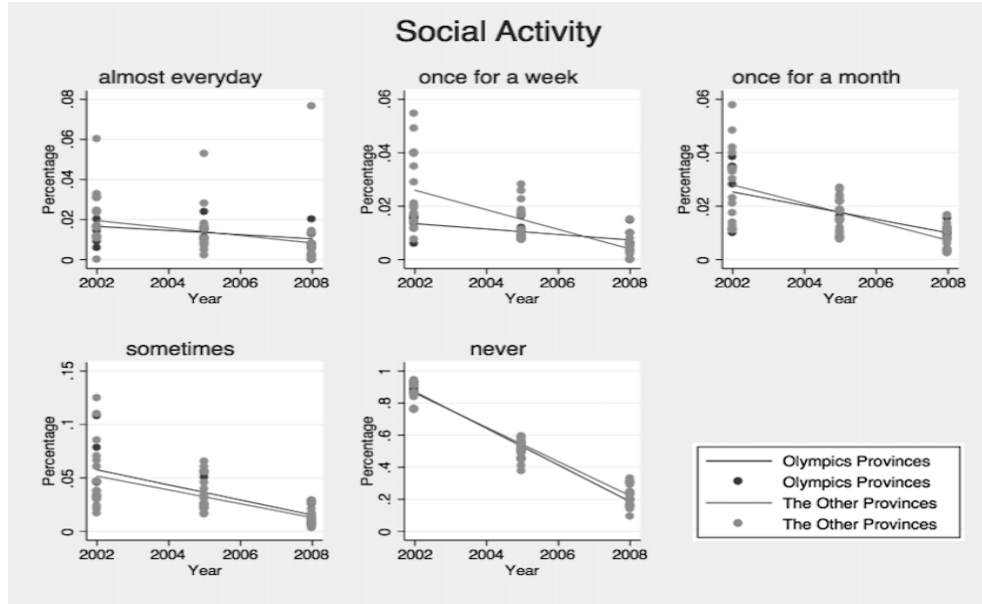 Social Activity
almost everyday
once for a week
once for a month
Percentage
.08
.06
.04
.02
0
2002 2004 2006 2008
Year
Percentage
.06
.04
.02
0
2002 2004 2006 2008
Year
Percentage
.06
.04
.02
0
2002 2004 2006 2008
Year
sometimes
never
Percentage
.15
.1
.05
0
2002 2004 2006 2008
Year
Percentage
1
.8
.6
.4
.2
0
2002 2004 2006 2008
Year
Olympics Provinces
Olympics Provinces
The Other Provinces
The Other Provinces